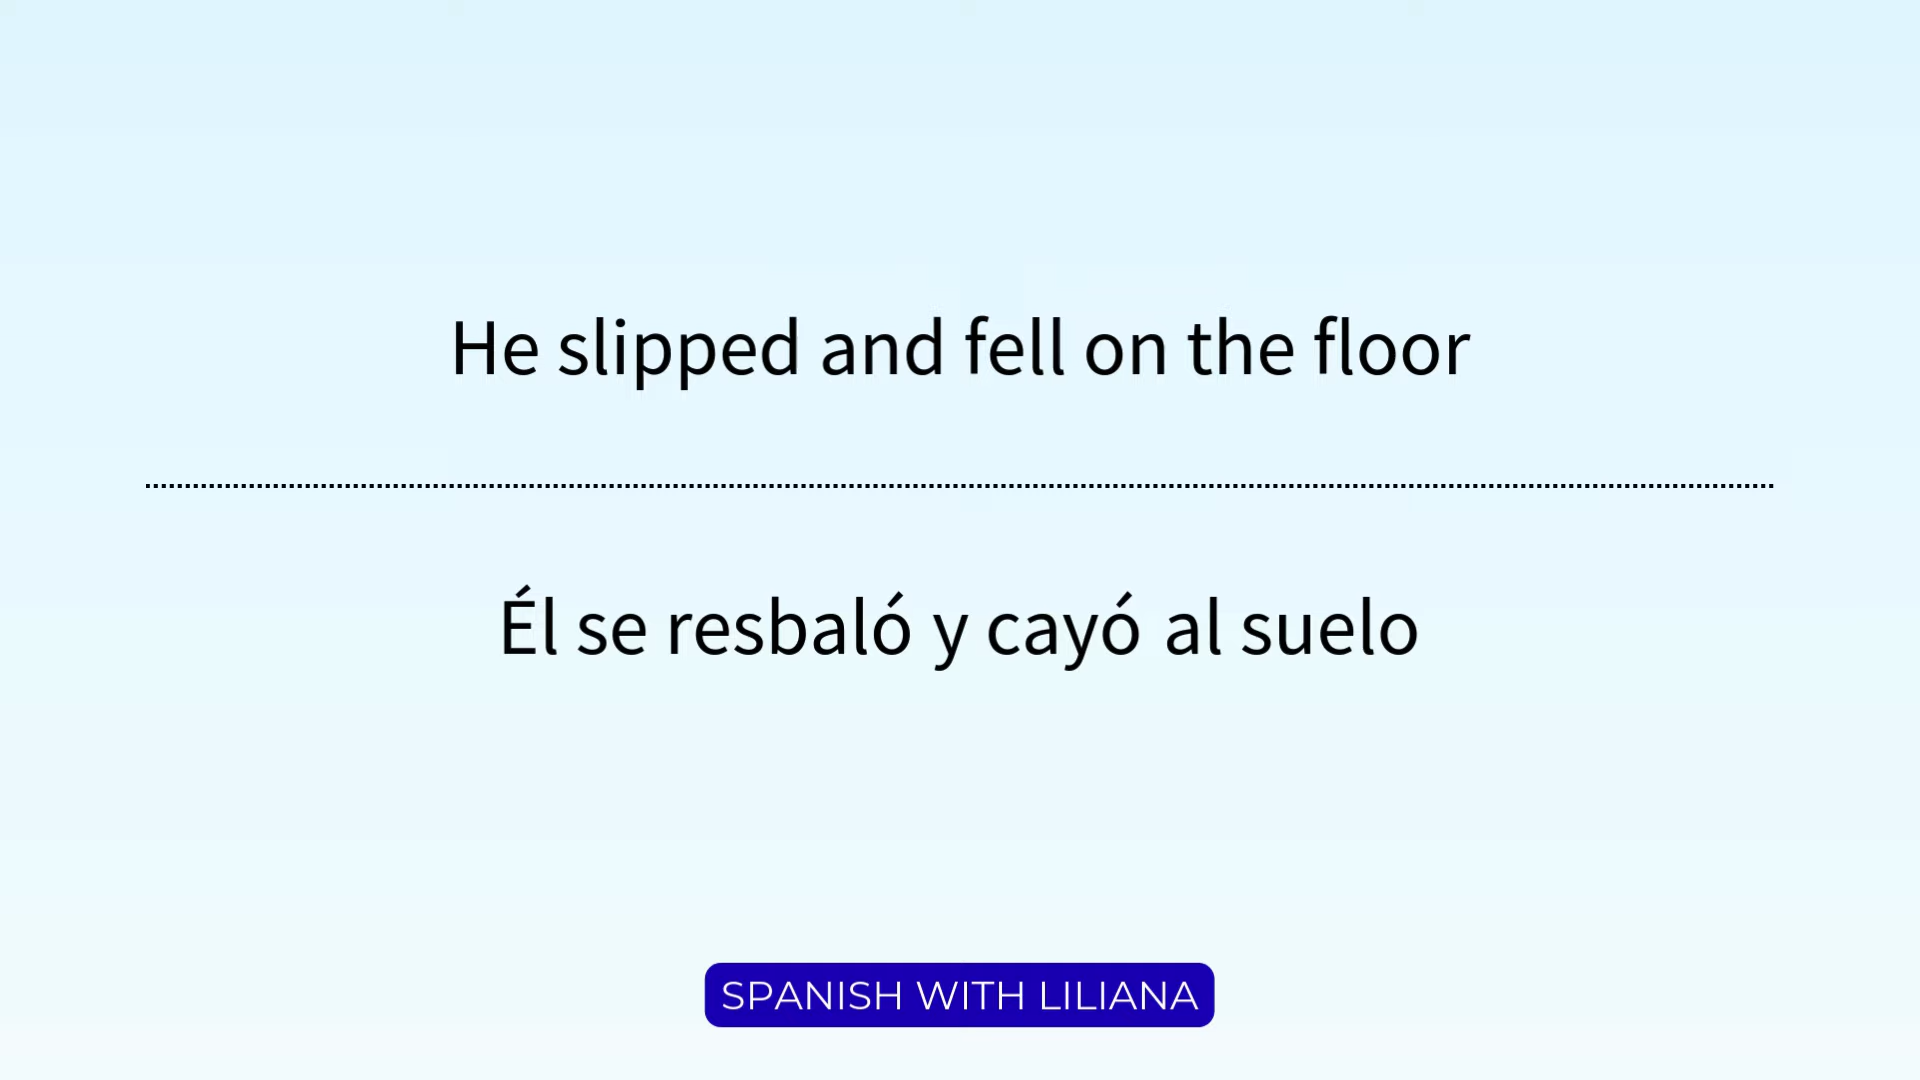 He slipped and fell on the floor
Él se resbaló y cayó al suelo
SPANISH WITH LILIANA